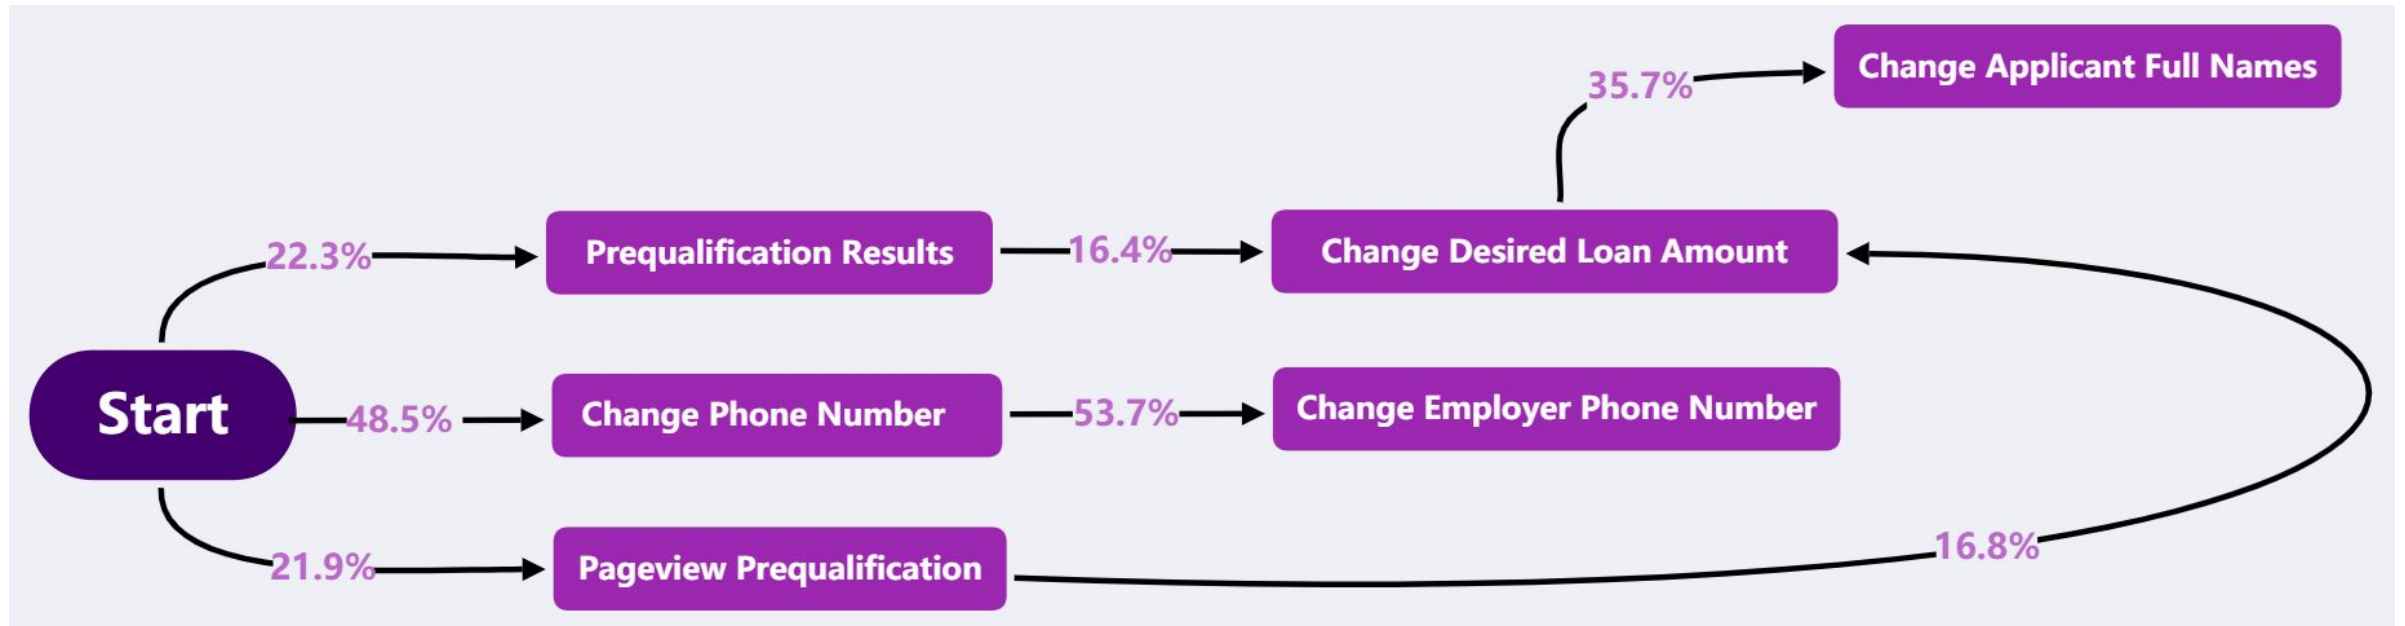 35.7%
Change Applicant Full Names
22.3%
Prequalification Results
16.4%
Change Desired Loan Amount
Start
48.5%
Change Phone Number
53.7%
Change Employer Phone Number
21.9%
Pageview Prequalification
16.8%